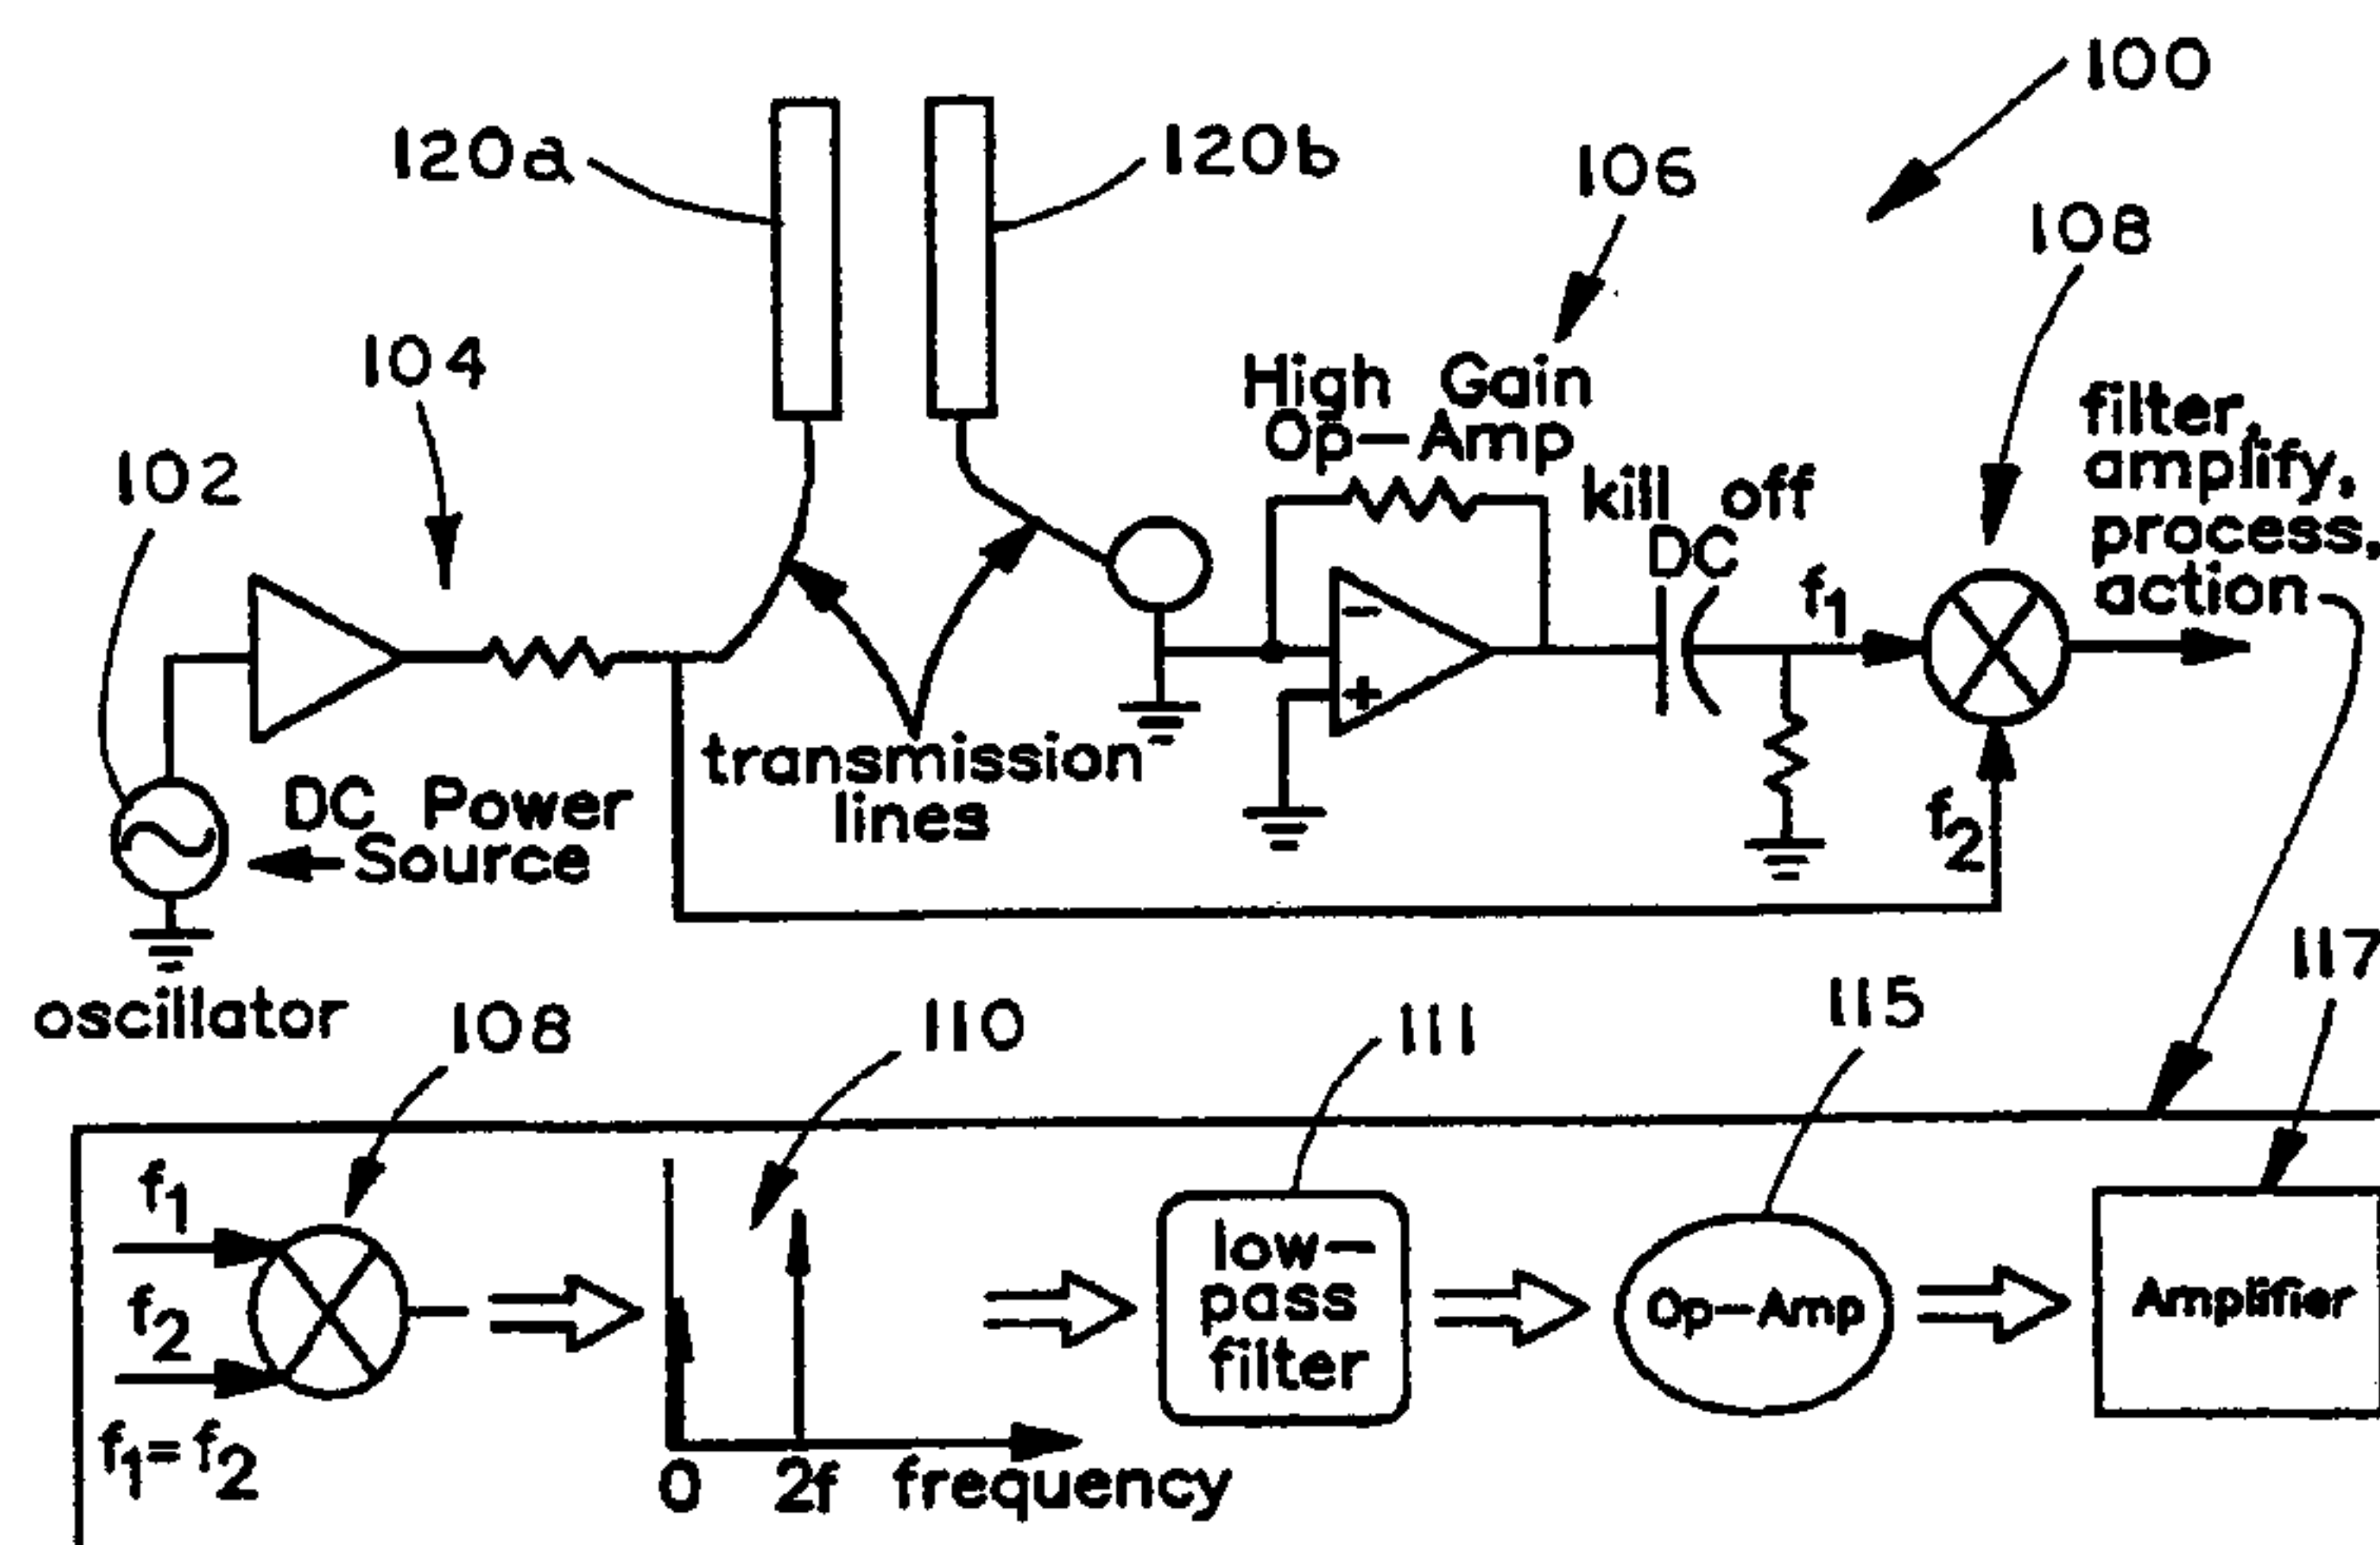 100
120a
120b
106
108
104
High Gain
Op-Amp
filter,
amplify,
process,
action
102
kill off
DC
f1
-
+
transmission
lines
DC Power
Source
f2
oscillator
117
108
110
111
115
f1
f2
f1=f2
low-
pass
filter
Op-Amp
Amplifier
0 2f frequency